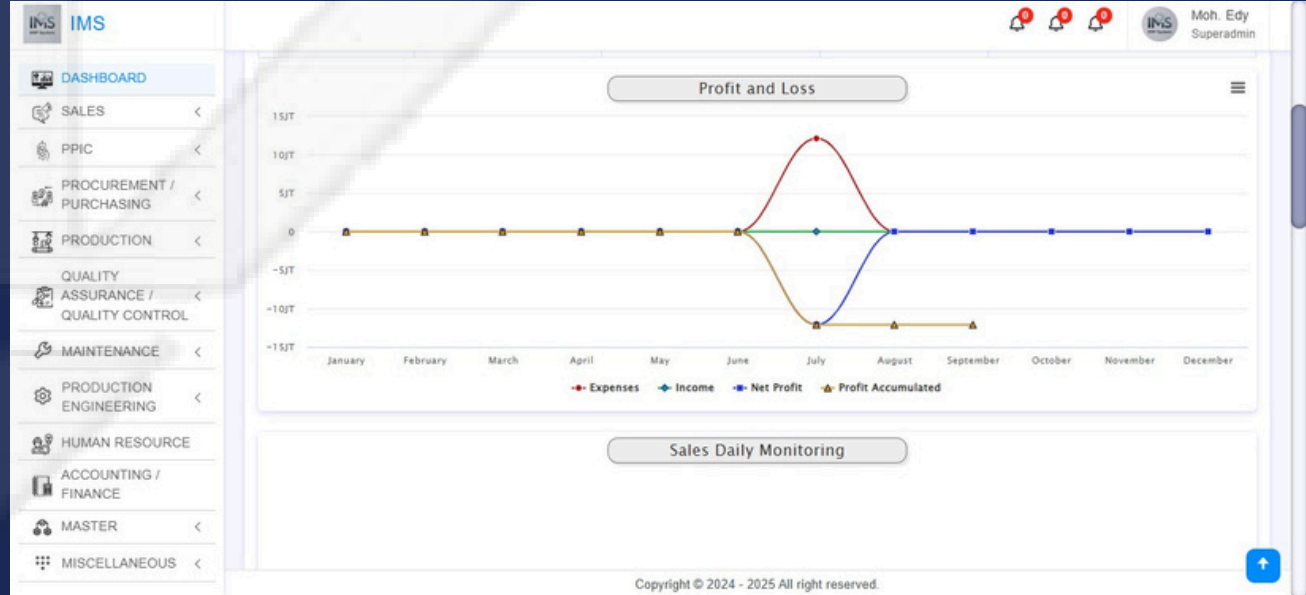 IMS IMS
0 0 0
IMS
Moh. Edy
Superadmin
DASHBOARD
SALES
PPIC
PROCUREMENT /
PURCHASING
PRODUCTION
QUALITY
ASSURANCE /
QUALITY CONTROL
MAINTENANCE
PRODUCTION
ENGINEERING
HUMAN RESOURCE
ACCOUNTING /
FINANCE
MASTER
MISCELLANEOUS
Profit and Loss
15JT
10JT
5JT
0
-5JT
-10JT
-15JT
January February March April May June July August September October November December
Expenses Income Net Profit Profit Accumulated
Sales Daily Monitoring
Copyright © 2024 - 2025 All right reserved.